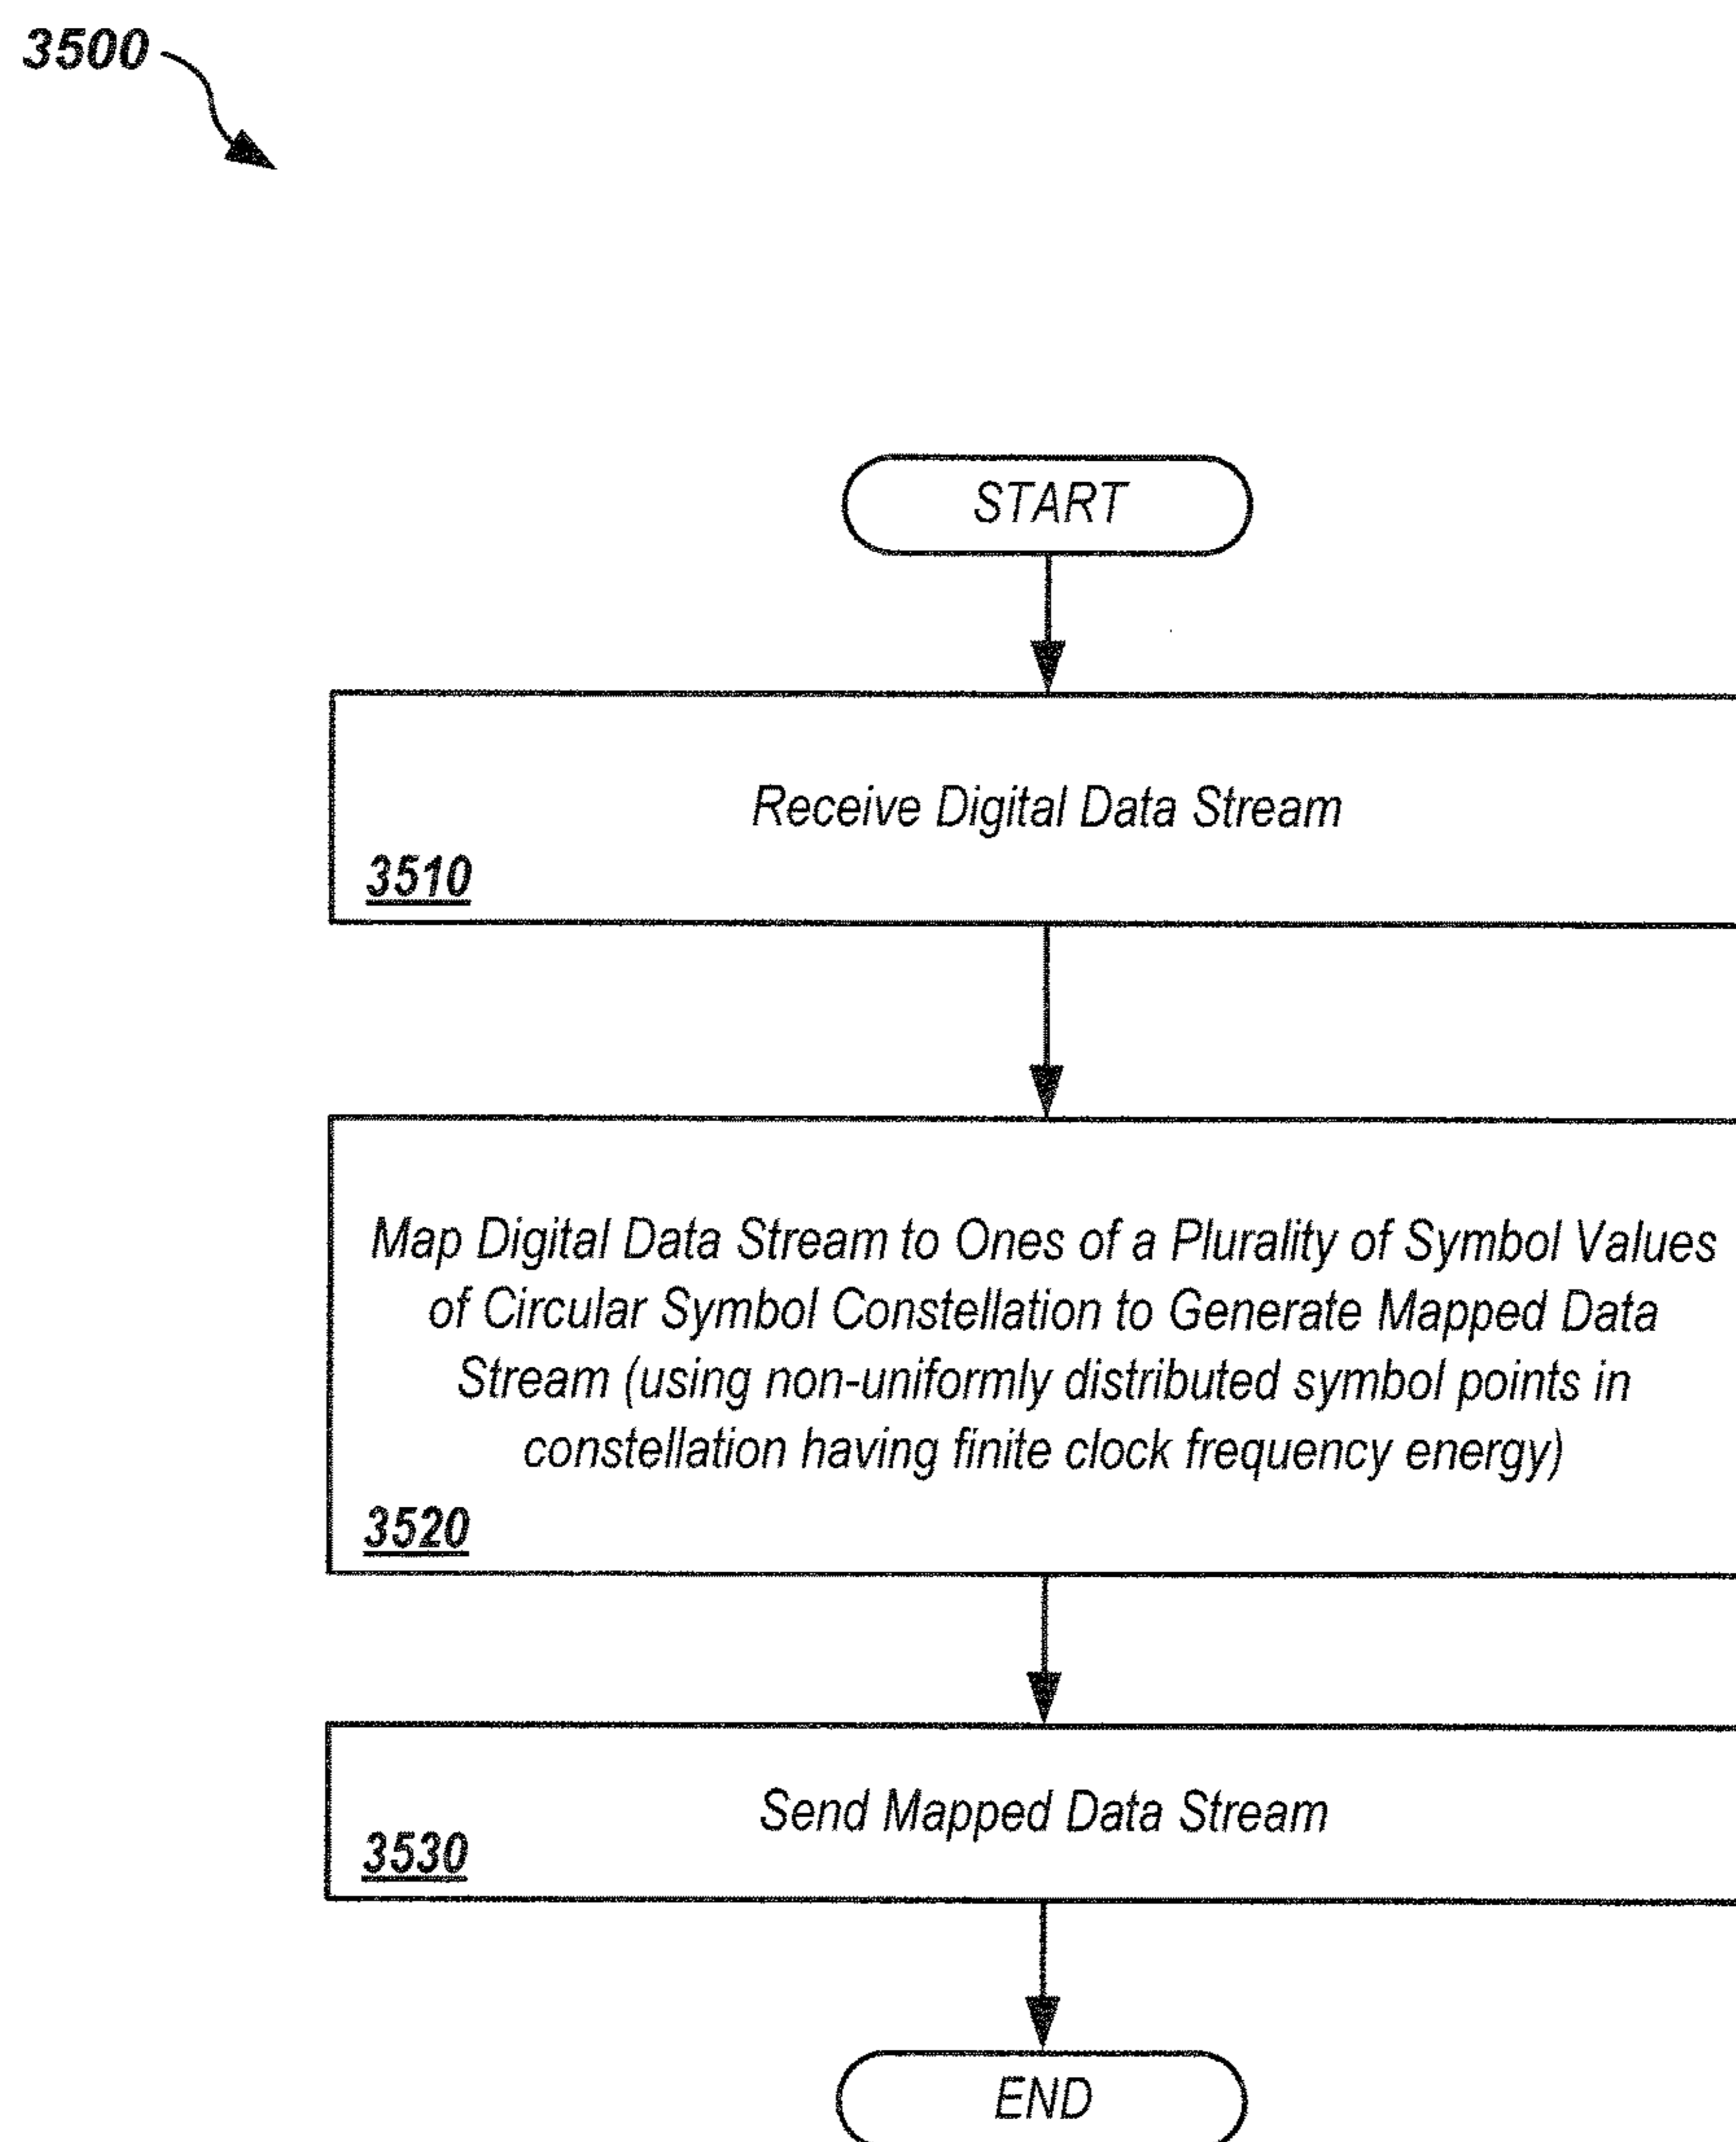 3500
START
Receive Digital Data Stream
3510
Map Digital Data Stream to Ones of a Plurality of Symbol Values
of Circular Symbol Constellation to Generate Mapped Data
Stream (using non-uniformly distributed symbol points in
constellation having finite clock frequency energy)
3520
Send Mapped Data Stream
3530
END